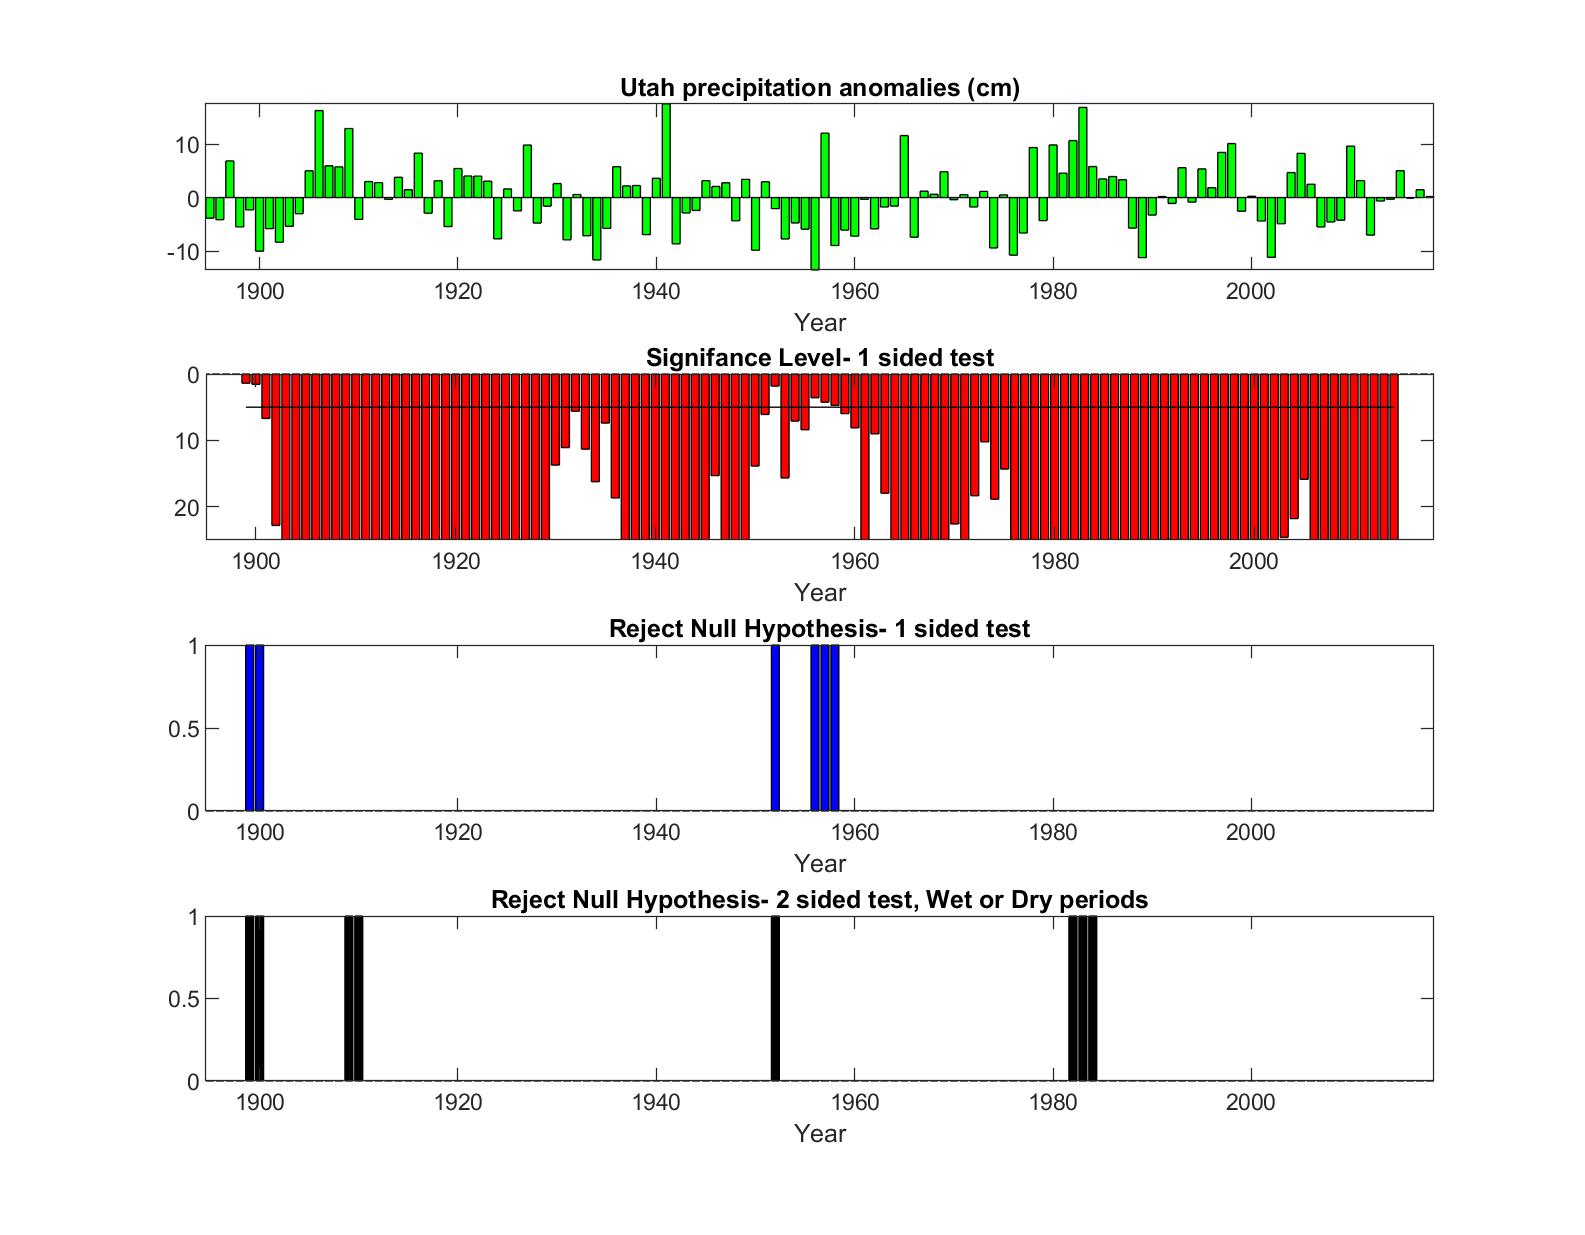 Utah precipitation anomalies (cm)
10
0
-10
1900 1920 1940 1960 1980 2000
Year
Signifance Level- 1 sided test
0
10
20
1900 1920 1940 1960 1980 2000
Year
Reject Null Hypothesis- 1 sided test
1
0.5
0
1900 1920 1940 1960 1980 2000
Year
Reject Null Hypothesis- 2 sided test, Wet or Dry periods
1
0.5
0
1900 1920 1940 1960 1980 2000
Year